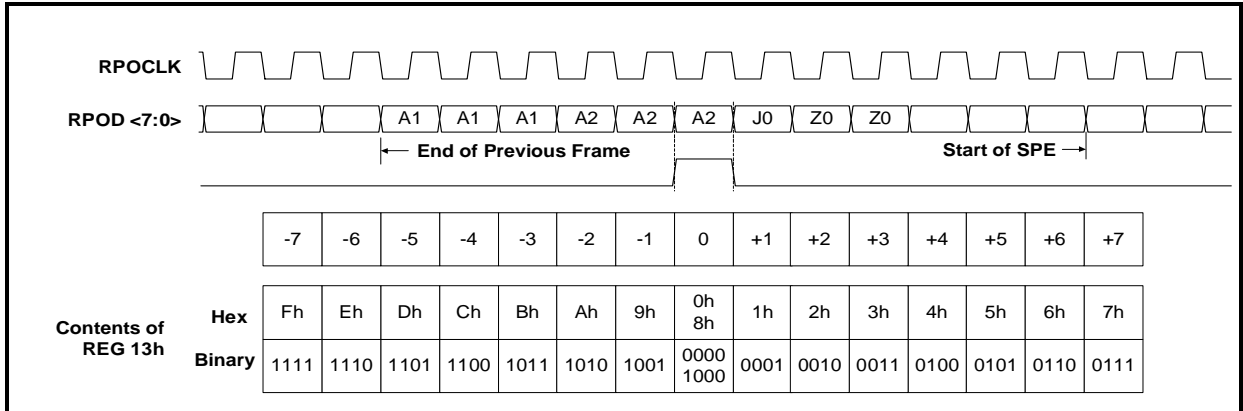 RPOCLK
RPOD <7:0>
A1 A1 A1 A2 A2 A2 J0 Z0 Z0
End of Previous Frame
Start of SPE
-7 -6 -5 -4 -3 -2 -1 0 +1 +2 +3 +4 +5 +6 +7
Contents of
REG 13h
Hex Fh Eh Dh Ch Bh Ah 9h 0h 1h 2h 3h 4h 5h 6h 7h
8h
Binary 1111 1110 1101 1100 1011 1010 1001 0000 0001 0010 0011 0100 0101 0110 0111
1000